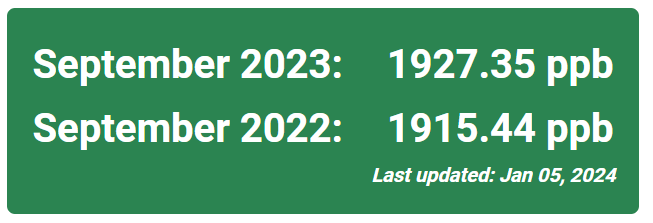 September 2023: 1927.35 ppb
September 2022: 1915.44 ppb
Last updated: Jan 05, 2024